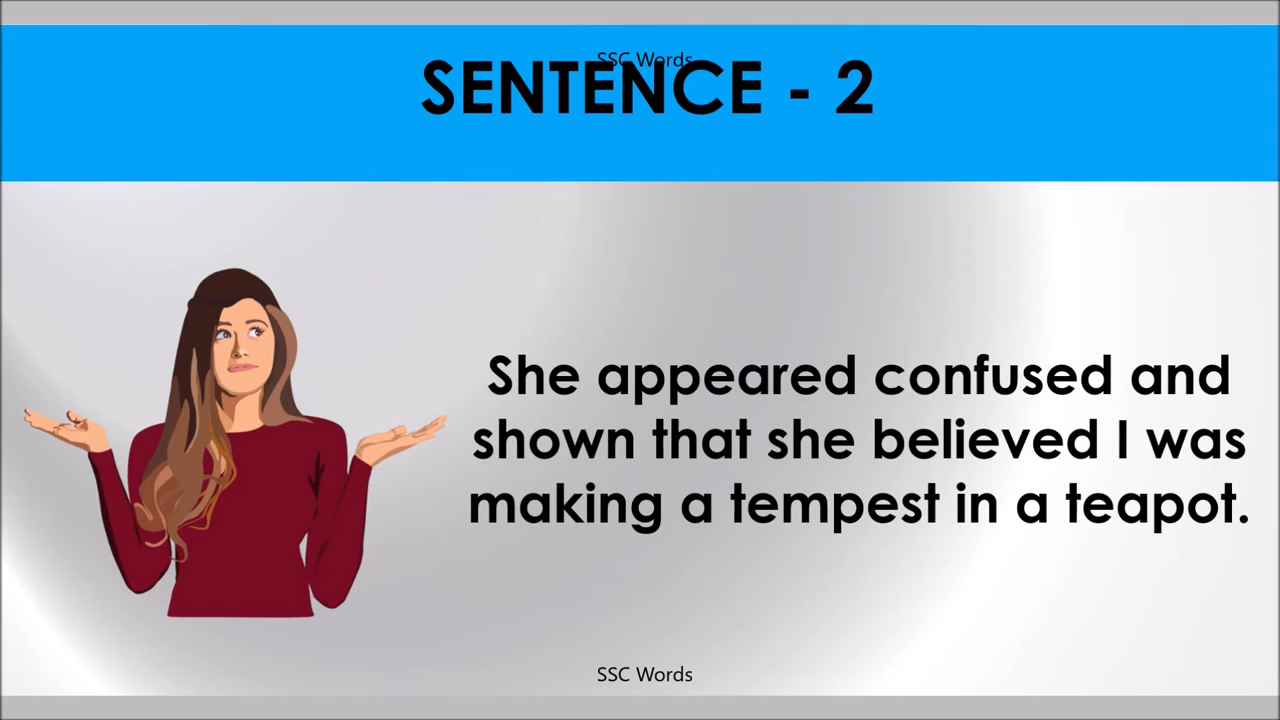 SSC Words
SENTENCE - 2
She appeared confused and
shown that she believed I was
making a tempest in a teapot.
SSC Words